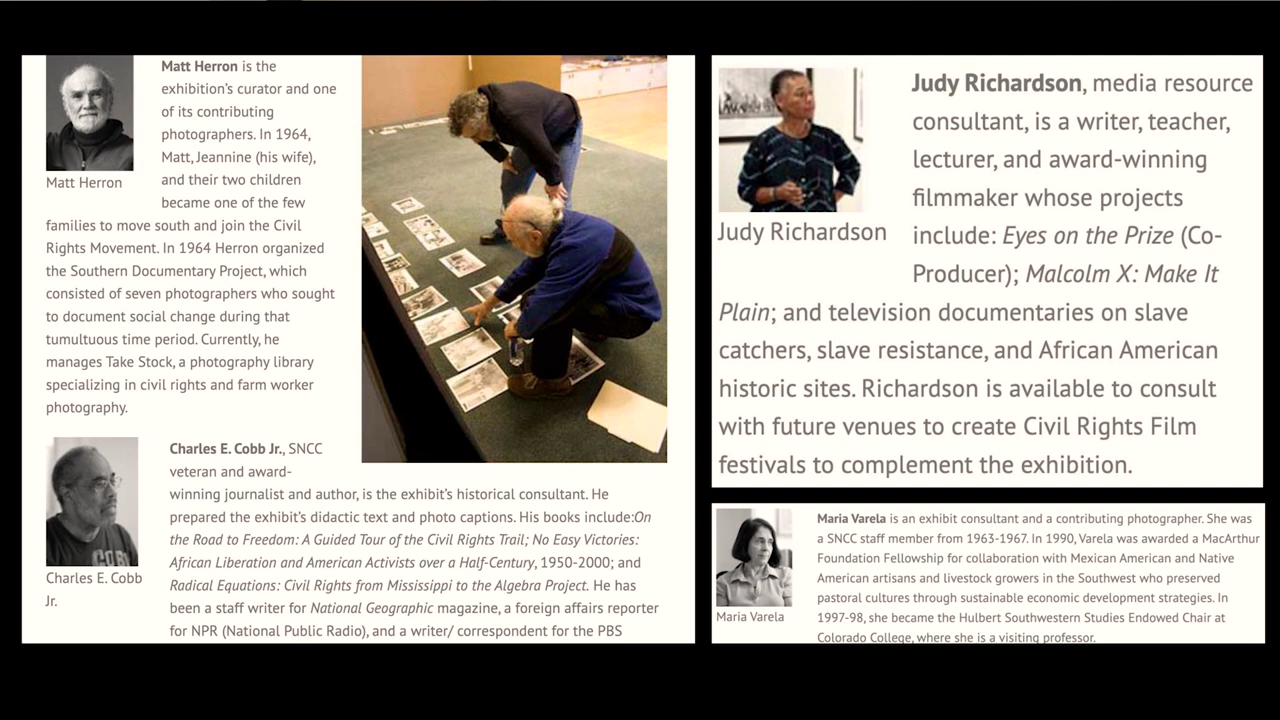 Matt Herron is the
exhibition's curator and one
of its contributing
photographers. In 1964,
Matt, Jeannine (his wife),
and their two children
became one of the few
families to move south and join the Civil
Rights Movement. In 1964 Herron organized
the Southern Documentary Project, which
consisted of seven photographers who sought
to document social change during that
tumultuous time period. Currently, he
manages Take Stock, a photography library
specializing in civil rights and farm worker
photography.
Matt Herron
Charles E. Cobb Jr., SNCC
veteran and award-
winning journalist and author, is the exhibit's historical consultant. He
prepared the exhibit's didactic text and photo captions. His books include:On
the Road to Freedom: A Guided Tour of the Civil Rights Trail; No Easy Victories:
African Liberation and American Activists over a Half-Century, 1950-2000; and
Radical Equations: Civil Rights from Mississippi to the Algebra Project. He has
been a staff writer for National Geographic magazine, a foreign affairs reporter
for NPR (National Public Radio), and a writer/ correspondent for the PBS
Charles E. Cobb
Jr.
Judy Richardson, media resource
consultant, is a writer, teacher,
lecturer, and award-winning
filmmaker whose projects
include: Eyes on the Prize (Co-
Producer); Malcolm X: Make It
Plain; and television documentaries on slave
catchers, slave resistance, and African American
historic sites. Richardson is available to consult
with future venues to create Civil Rights Film
festivals to complement the exhibition.
Judy Richardson
Maria Varela is an exhibit consultant and a contributing photographer. She was
a SNCC staff member from 1963-1967. In 1990, Varela was awarded a MacArthur
Foundation Fellowship for collaboration with Mexican American and Native
American artisans and livestock growers in the Southwest who preserved
pastoral cultures through sustainable economic development strategies. In
1997-98, she became the Hulbert Southwestern Studies Endowed Chair at
Colorado College, where she is a visiting professor.
Maria Varela